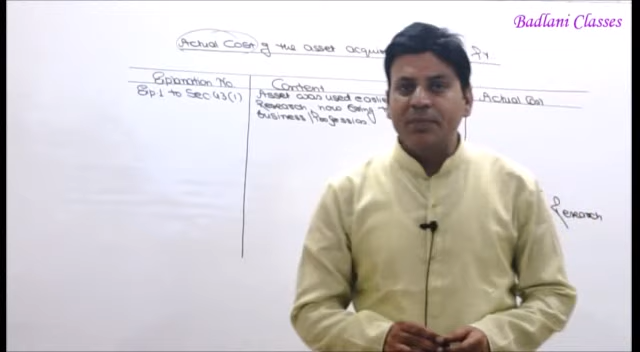 Badlani Classes
Actual Cost of the asset acqui
Explanation No. Content Actual Cost
Exp.1 to Sec 43(1) Asset was used earlie
Research now being
business/Profession
Research